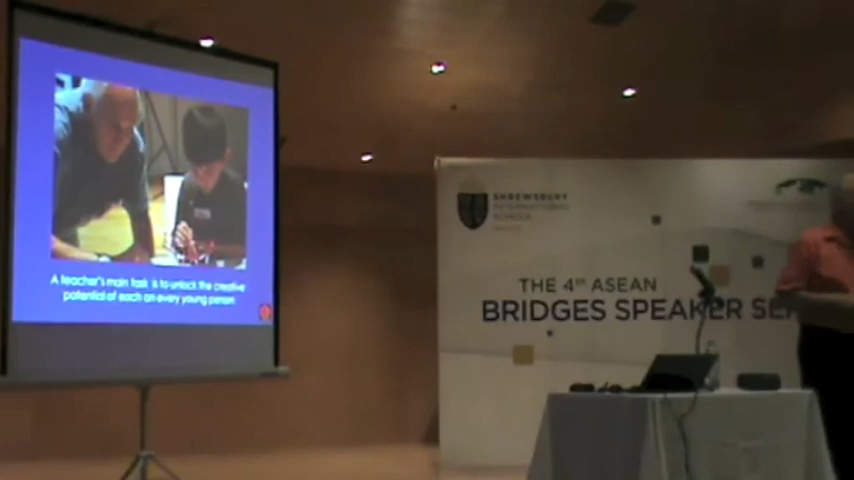 A teacher's main task is to unlock the creative
potential of each an every young person
SHREWSBURY
INTERNATIONAL
SCHOOL
THE 4th ASEAN
BRIDGES SPEAKER SE